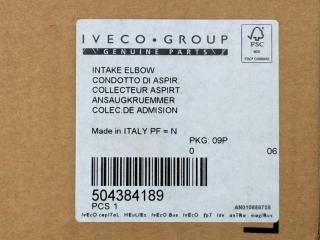 IVECO • GROUP
GENUINE PARTS
FSC
INTAKE ELBOW
CONDOTTO DI ASPIR.
COLLECTEUR ASPIRT.
ANSAUGKRUEMMER
COLEC.DE ADMISION
Made in ITALY PF = N
PKG: 09P
0 06
504384189
PCS 1